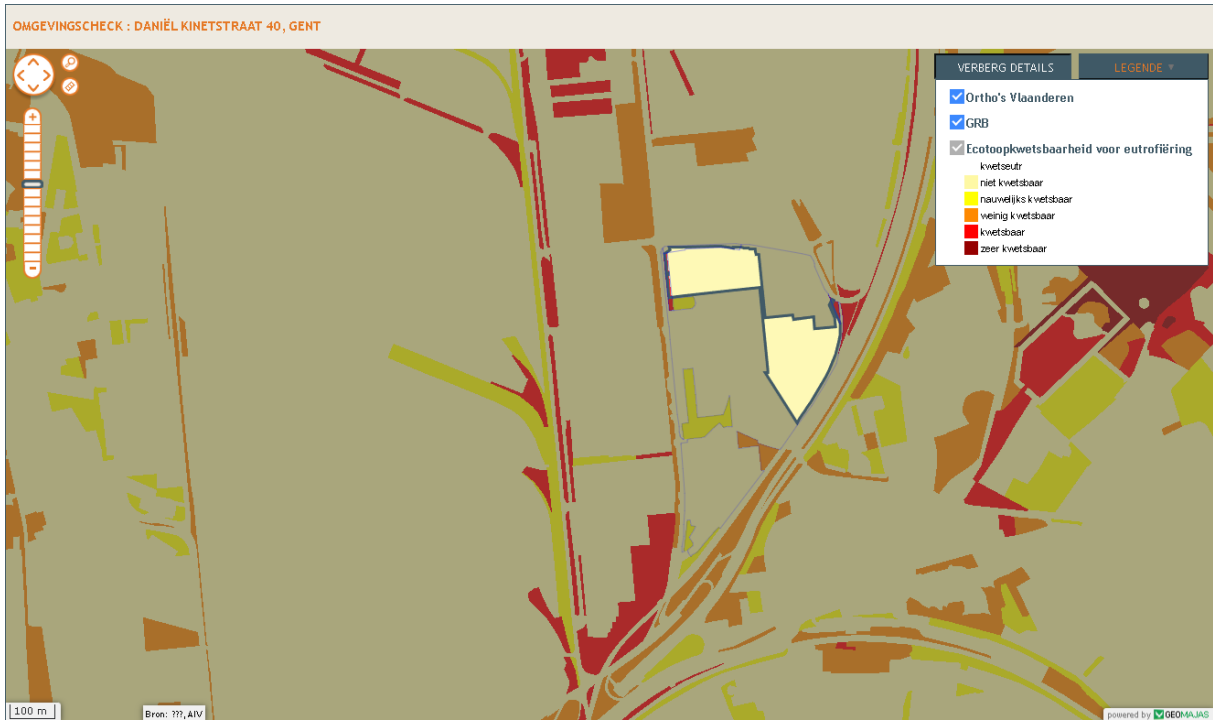 OMGEVINGSCHECK : DANIËL KINETSTRAAT 40, GENT
VERBERG DETAILS
LEGENDE ▼
Ortho's Vlaanderen
GRB
Ecotoopkwetsbaarheid voor eutrofiëring
kwetseutr
niet kwetsbaar
nauwelijks kwetsbaar
weinig kwetsbaar
kwetsbaar
zeer kwetsbaar
100 m
Bron: ???, AIV
powered by GEOMAJAS